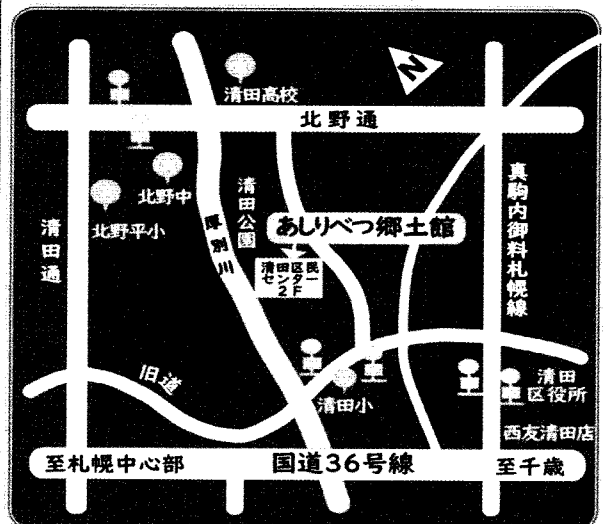 N
清田高校
北野通
北野中
北野平小
清田通
厚別川
清田公園
あしりべつ郷土館
清田区民
センター
2F
真駒内御料札幌線
旧道
清田小
清田
区役所
西友清田店
至札幌中心部
国道36号線
至千歳